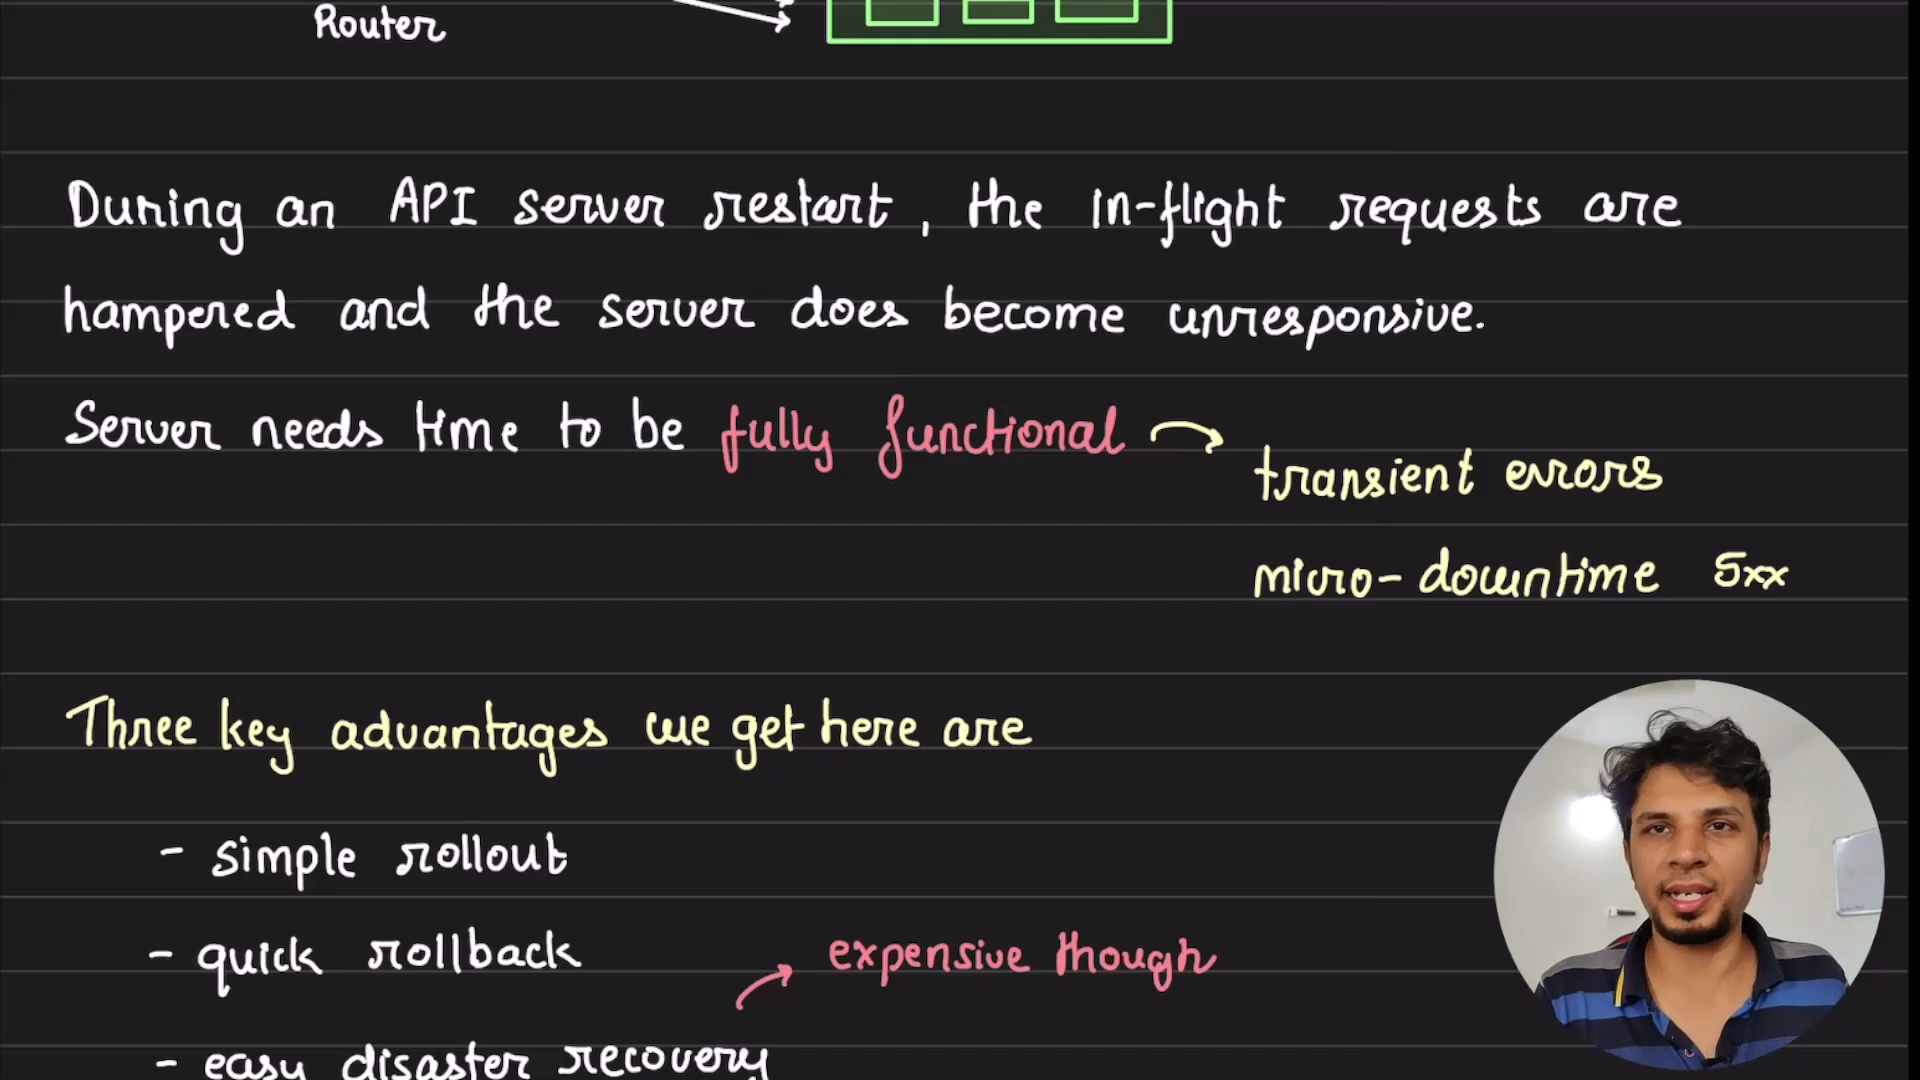 Router
During an API server restart, the in-flight requests are
hampered and the server does become unresponsive.
Server needs time to be fully functional
transient errors
micro-downtime 5xx
Three key advantages we get here are
- simple rollout
- quick rollback
expensive though
- easy disaster recovery